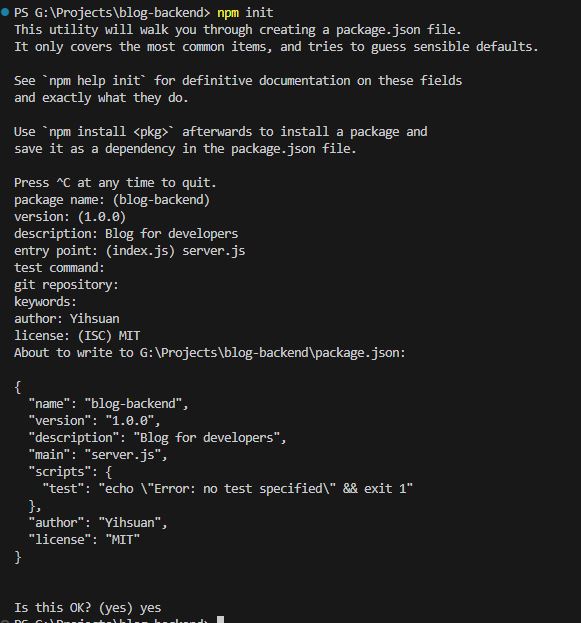 PS G:\Projects\blog-backend> npm init
This utility will walk you through creating a package.json file.
It only covers the most common items, and tries to guess sensible defaults.

See `npm help init` for definitive documentation on these fields
and exactly what they do.

Use `npm install <pkg>` afterwards to install a package and
save it as a dependency in the package.json file.

Press ^C at any time to quit.
package name: (blog-backend)
version: (1.0.0)
description: Blog for developers
entry point: (index.js) server.js
test command:
git repository:
keywords:
author: Yihsuan
license: (ISC) MIT
About to write to G:\Projects\blog-backend\package.json:

{
  "name": "blog-backend",
  "version": "1.0.0",
  "description": "Blog for developers",
  "main": "server.js",
  "scripts": {
    "test": "echo \"Error: no test specified\" && exit 1"
  },
  "author": "Yihsuan",
  "license": "MIT"
}


Is this OK? (yes) yes
PS G:\Projects\blog-backend>